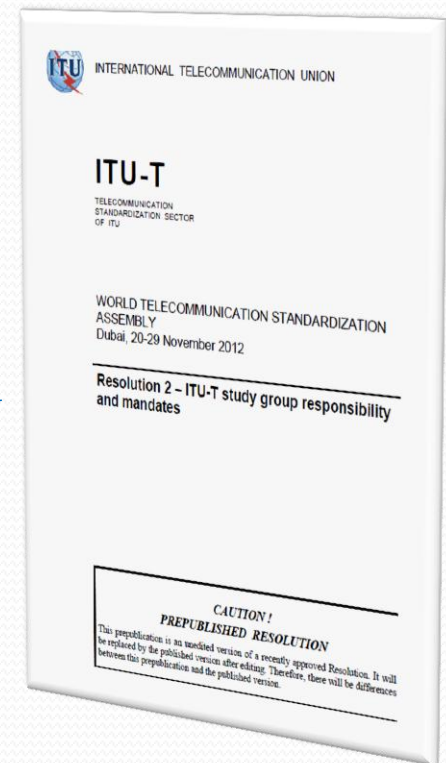 ITU
INTERNATIONAL TELECOMMUNICATION UNION
ITU-T
TELECOMMUNICATION
STANDARDIZATION SECTOR
OF ITU
WORLD TELECOMMUNICATION STANDARDIZATION
ASSEMBLY
Dubai, 20-29 November 2012
Resolution 2 – ITU-T study group responsibility
and mandates
CAUTION !
PREPUBLISHED RESOLUTION
This prepublication is an unedited version of a recently approved Resolution. It will
be replaced by the published version after editing. Therefore, there will be differences
between this prepublication and the published version.